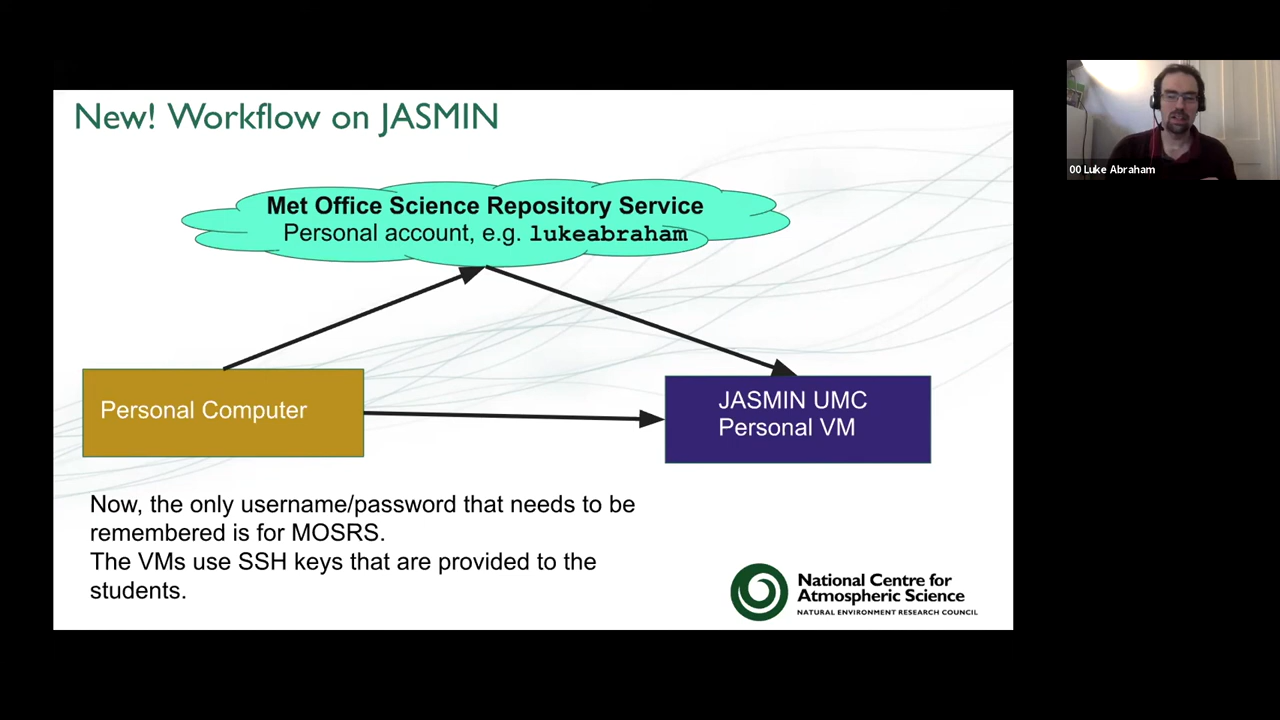 New! Workflow on JASMIN
Met Office Science Repository Service
Personal account, e.g. lukeabraham
Personal Computer
JASMIN UMC
Personal VM
Now, the only username/password that needs to be
remembered is for MOSRS.
The VMs use SSH keys that are provided to the
students.
National Centre for
Atmospheric Science
NATURAL ENVIRONMENT RESEARCH COUNCIL
00 Luke Abraham